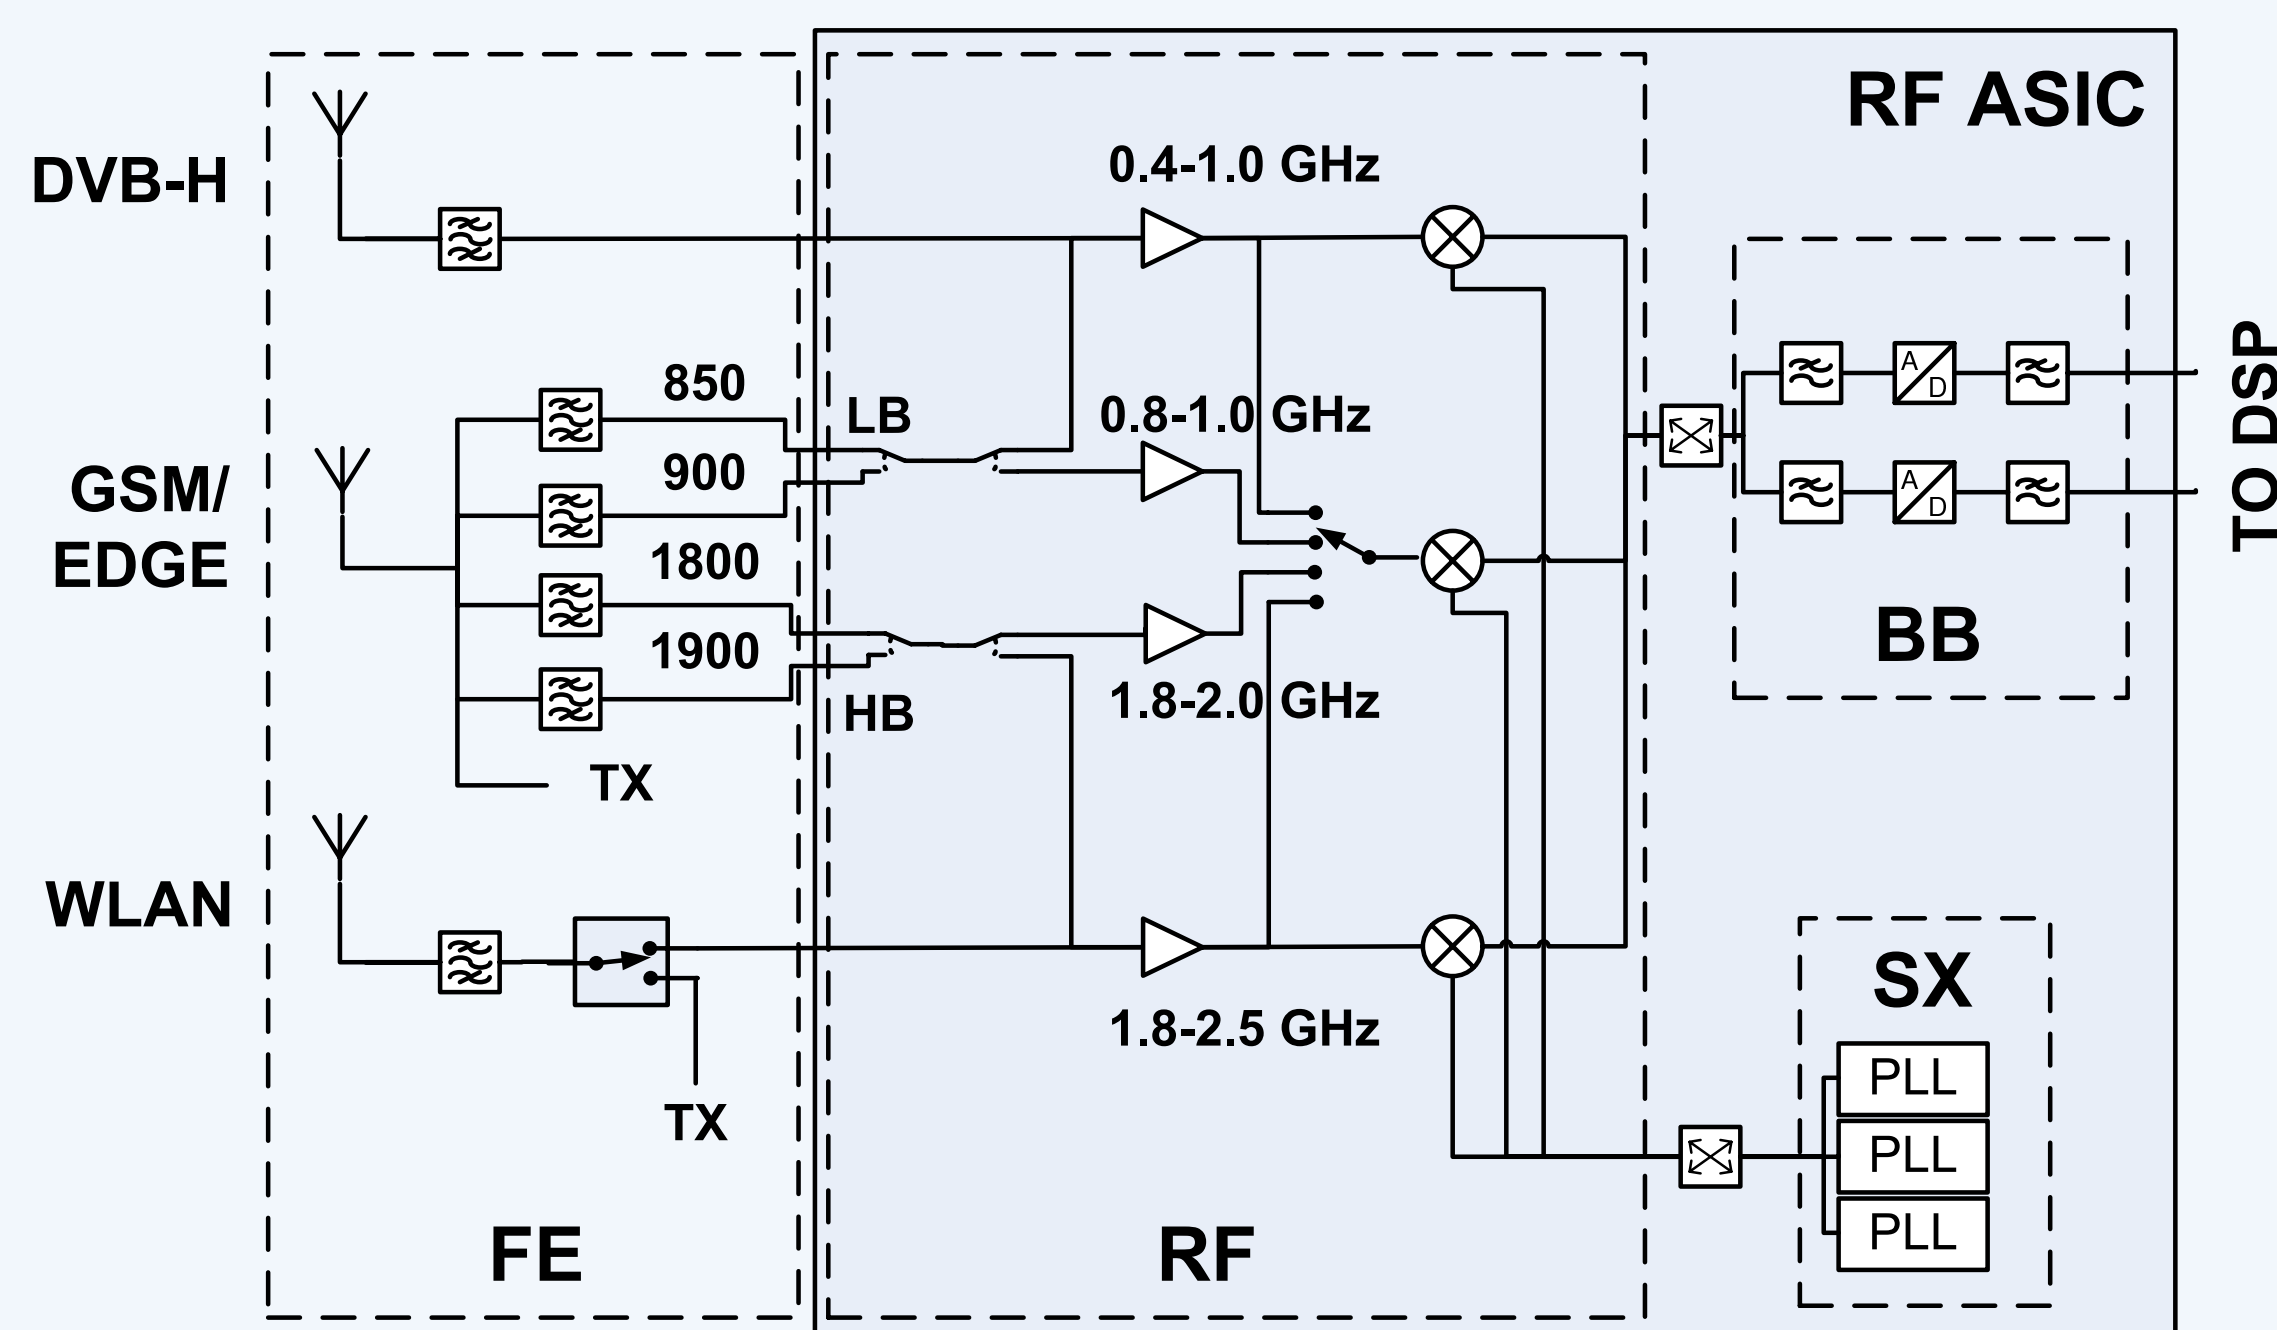 RF ASIC
DVB-H
0.4-1.0 GHz
850
LB
0.8-1.0 GHz
900
GSM/
EDGE
1800
1900
HB
1.8-2.0 GHz
TX
A
D
A
D
TO DSP
BB
WLAN
TX
1.8-2.5 GHz
SX
PLL
PLL
PLL
FE
RF